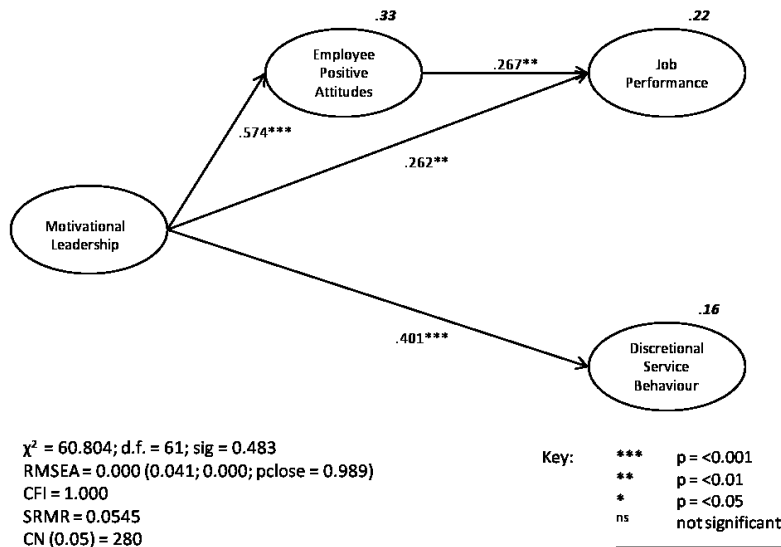 .33
.22
Employee
Positive
Attitudes
.267**
Job
Performance
.574***
.262**
Motivational
Leadership
.16
.401***
Discretional
Service
Behaviour
χ² = 60.804; d.f. = 61; sig = 0.483
RMSEA = 0.000 (0.041; 0.000; pclose = 0.989)
CFI = 1.000
SRMR = 0.0545
CN (0.05) = 280
Key: *** p = <0.001
** p = <0.01
* p = <0.05
ns not significant